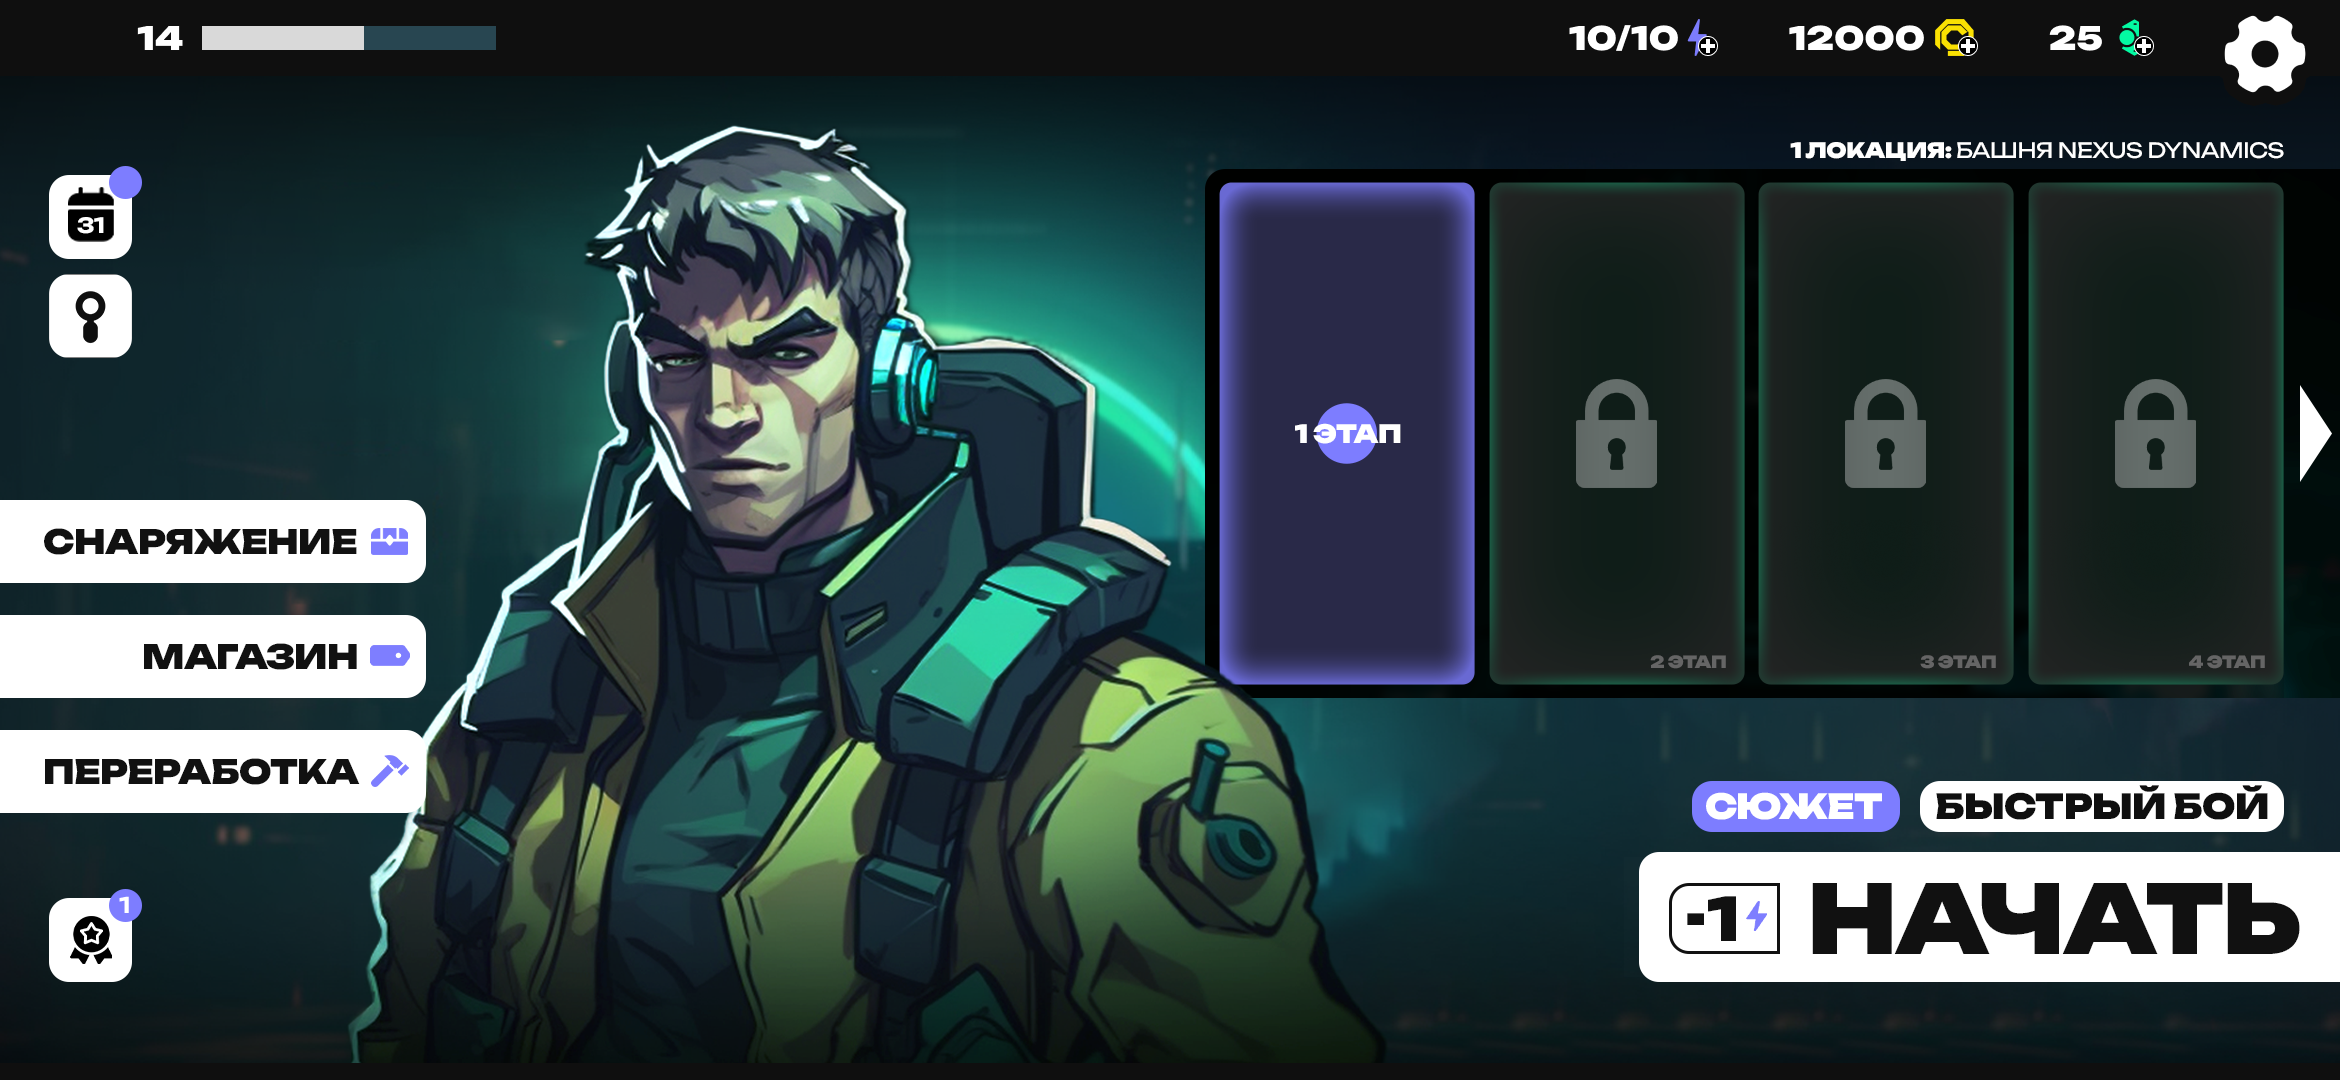 14
10/10
12000
25
1 ЛОКАЦИЯ: БАШНЯ NEXUS DYNAMICS
31
1 ЭТАП
2 ЭТАП
3 ЭТАП
4 ЭТАП
СНАРЯЖЕНИЕ
МАГАЗИН
ПЕРЕРАБОТКА
СЮЖЕТ
БЫСТРЫЙ БОЙ
1
-1
НАЧАТЬ